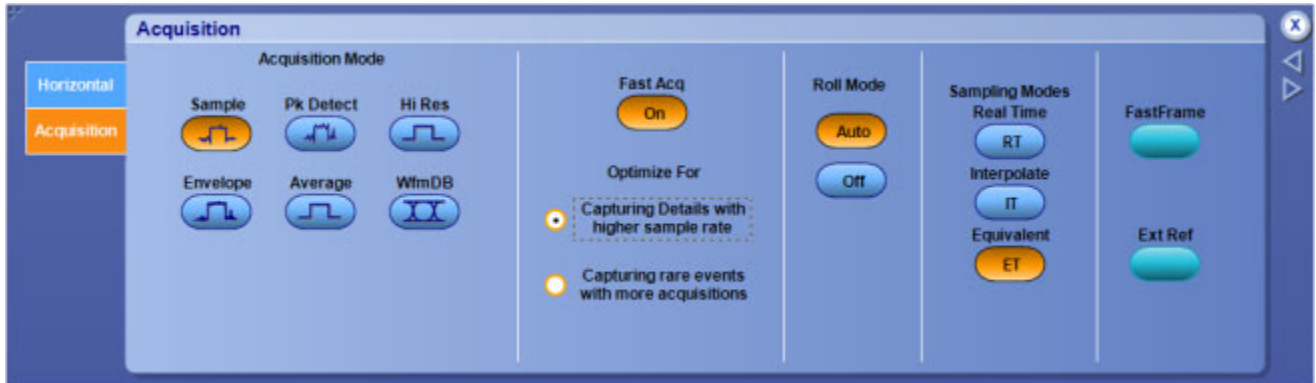 Acquisition
X
Horizontal
Acquisition
Acquisition Mode
Sample
Pk Detect
Hi Res
Envelope
Average
WfmDB
Fast Acq
On
Optimize For
Capturing Details with
higher sample rate
Capturing rare events
with more acquisitions
Roll Mode
Auto
Off
Sampling Modes
Real Time
RT
Interpolate
IT
Equivalent
ET
FastFrame
Ext Ref